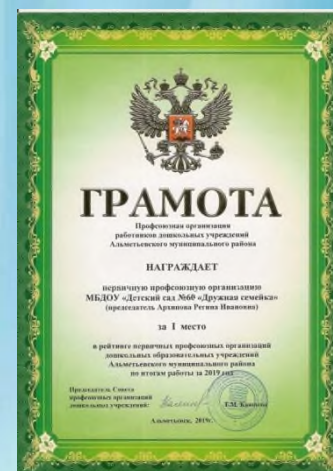 ГРАМОТА
Профсоюзная организация
работников дошкольных учреждений
Альметьевского муниципального района
НАГРАЖДАЕТ
первичную профсоюзную организацию
МБДОУ «Детский сад №60 «Дружная семейка»
(председатель Архипова Регина Ивановна)
за I место
в рейтинге первичных профсоюзных организаций
дошкольных образовательных учреждений
Альметьевского муниципального района
по итогам работы за 2019 год
Председатель Совета
профсоюзных организаций
дошкольных учреждений:
Альметьевск, 2019г.